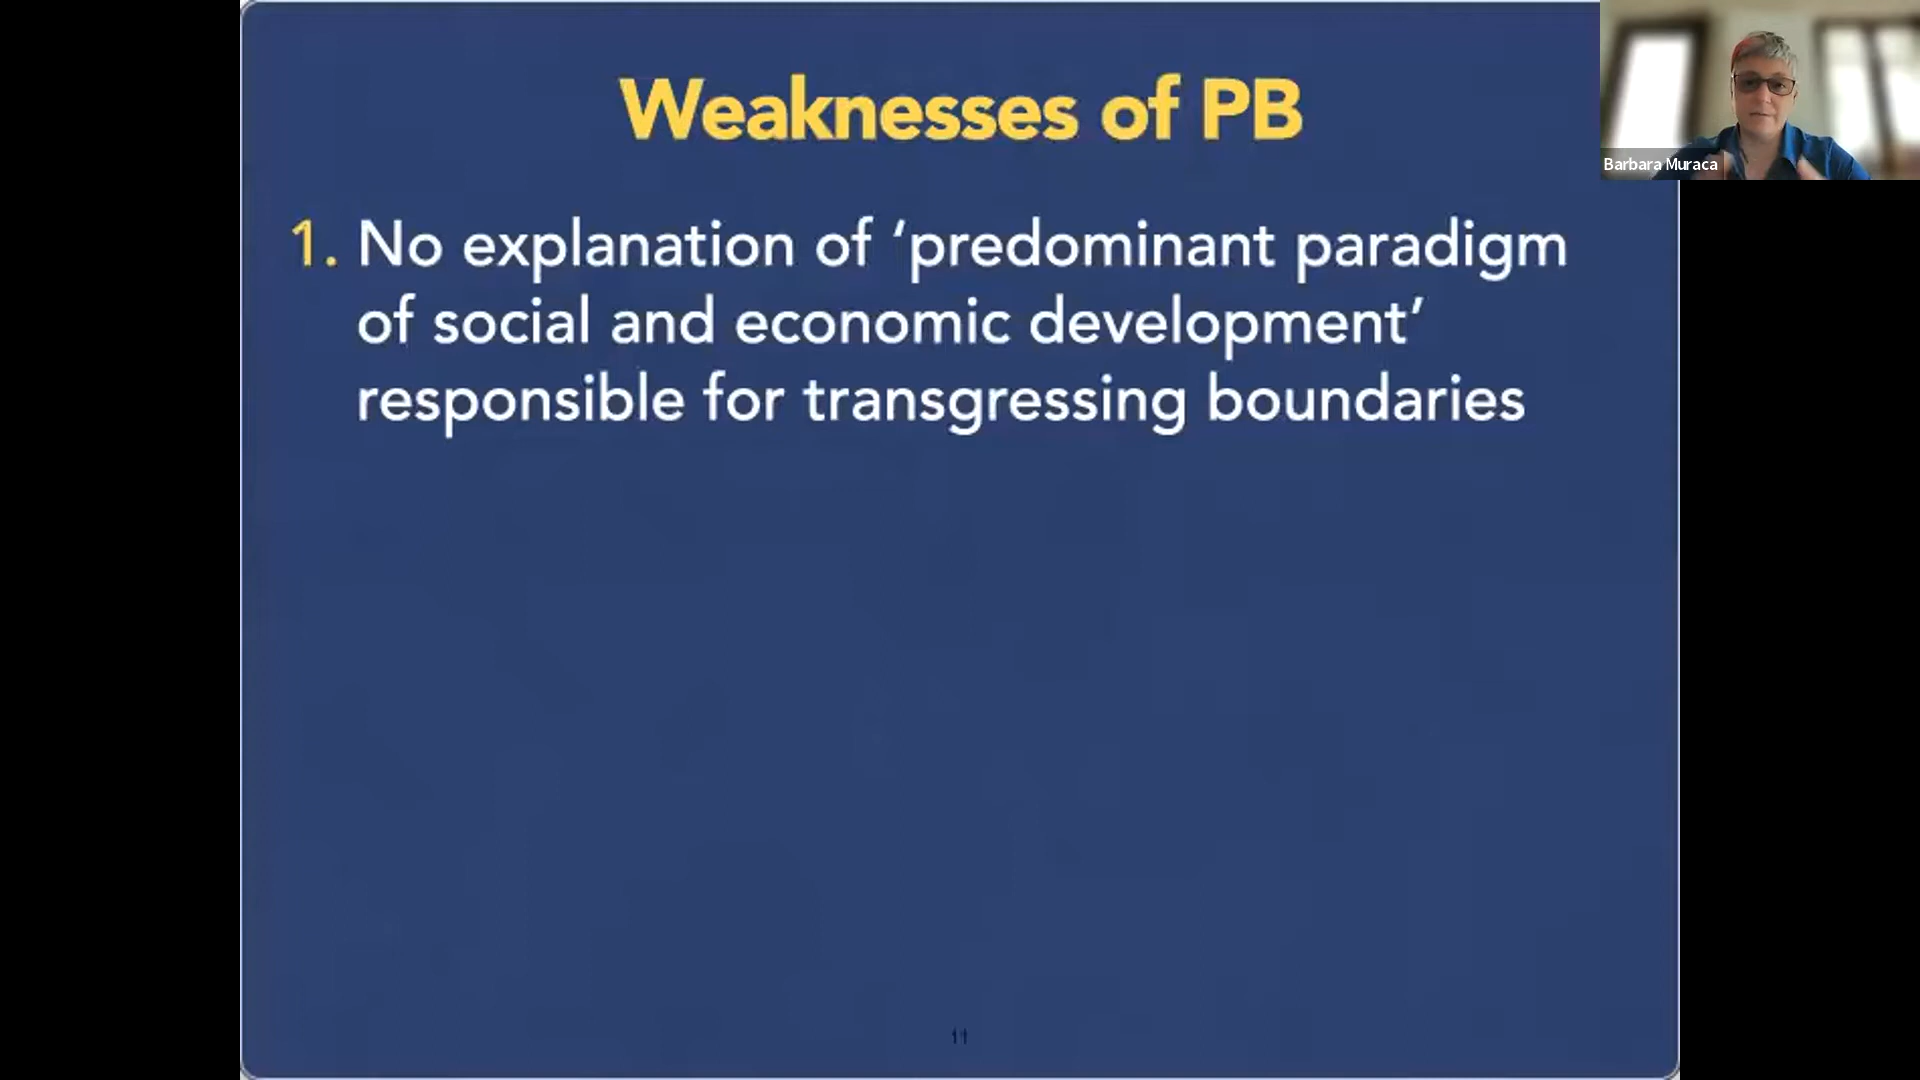 Weaknesses of PB
Barbara Muraca
1. No explanation of ‘predominant paradigm
of social and economic development’
responsible for transgressing boundaries
11